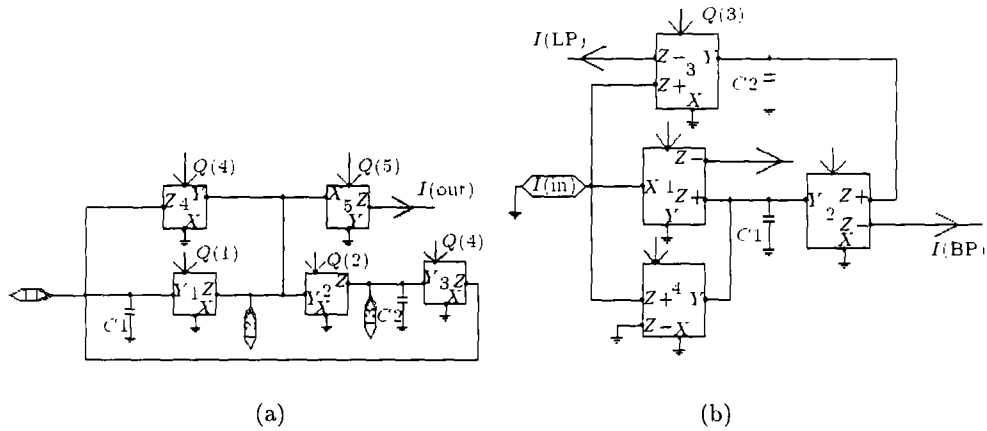 Q(3)
I(LP)
Z− 3 Y
Z+
X
C2
Z−
I(in)
X 1
Z+
Y
C1
Y 2 Z+
Z−
X
I(BP)
Z+ 4 Y
Z− X
Q(4)
Q(5)
Z 4 Y
X
X 5 Z
Y
I(our)
Q(1)
Q(2)
Q(4)
Y 1 Z
X
Y 2 Z
X
Y 3 Z
X
C1
C2
(a)
(b)